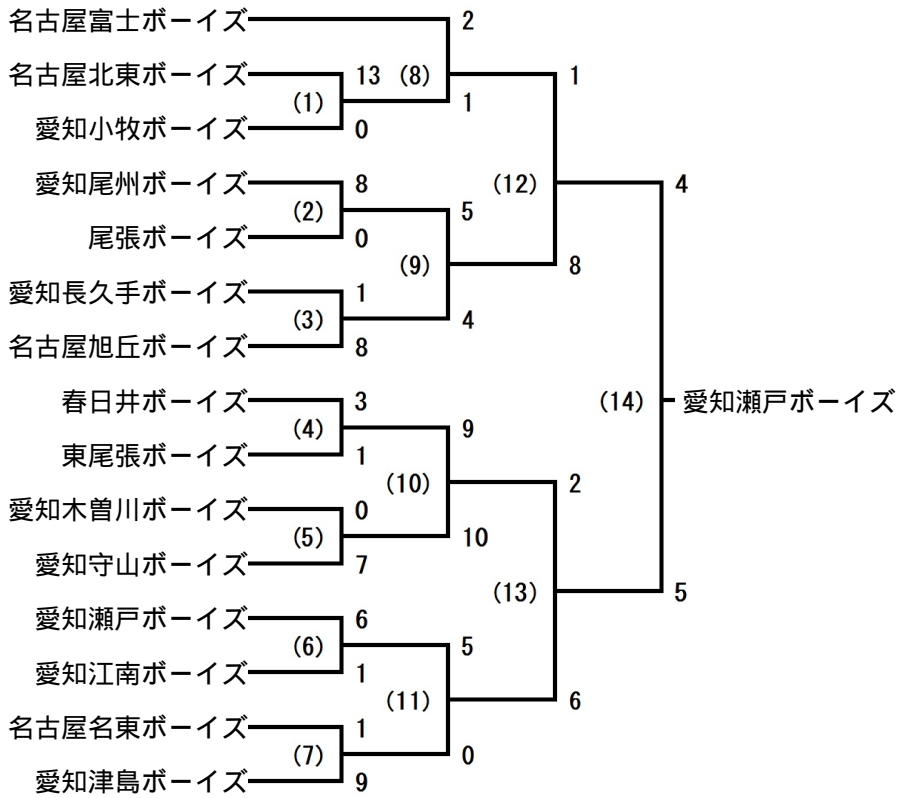 名古屋富士ボーイズ 2
名古屋北東ボーイズ 13 (8) 1
(1) 1
愛知小牧ボーイズ 0
愛知尾州ボーイズ 8 (12) 4
(2) 5
尾張ボーイズ 0
(9) 8
愛知長久手ボーイズ 1
(3) 4
名古屋旭丘ボーイズ 8
春日井ボーイズ 3 (14) 愛知瀬戸ボーイズ
(4) 9
東尾張ボーイズ 1
(10) 2
愛知木曽川ボーイズ 0
(5) 10
愛知守山ボーイズ 7
(13) 5
愛知瀬戸ボーイズ 6
(6) 5
愛知江南ボーイズ 1
(11) 6
名古屋名東ボーイズ 1
(7) 0
愛知津島ボーイズ 9